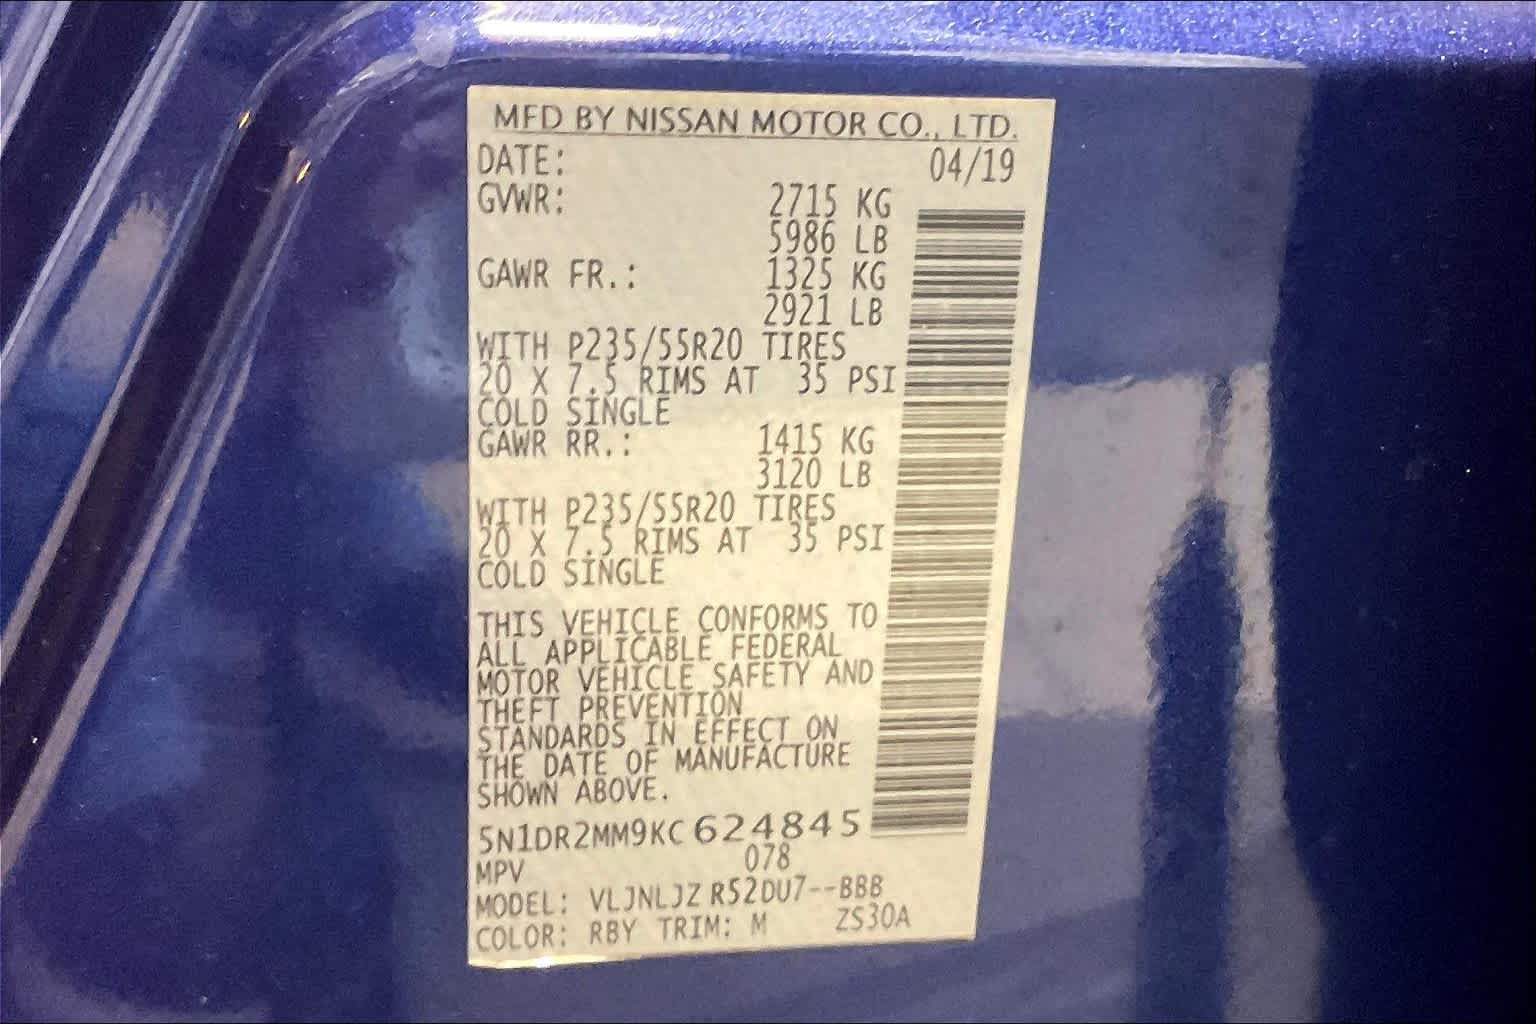 MFD BY NISSAN MOTOR CO., LTD.
DATE: 04/19
GVWR: 2715 KG
5986 LB
GAWR FR.: 1325 KG
2921 LB
WITH P235/55R20 TIRES
20 X 7.5 RIMS AT 35 PSI
COLD SINGLE
GAWR RR.: 1415 KG
3120 LB
WITH P235/55R20 TIRES
20 X 7.5 RIMS AT 35 PSI
COLD SINGLE
THIS VEHICLE CONFORMS TO
ALL APPLICABLE FEDERAL
MOTOR VEHICLE SAFETY AND
THEFT PREVENTION
STANDARDS IN EFFECT ON
THE DATE OF MANUFACTURE
SHOWN ABOVE.
5N1DR2MM9KC624845
MPV 078
MODEL: VLJNLJZ R52DU7--BBB
COLOR: RBY TRIM: M ZS30A